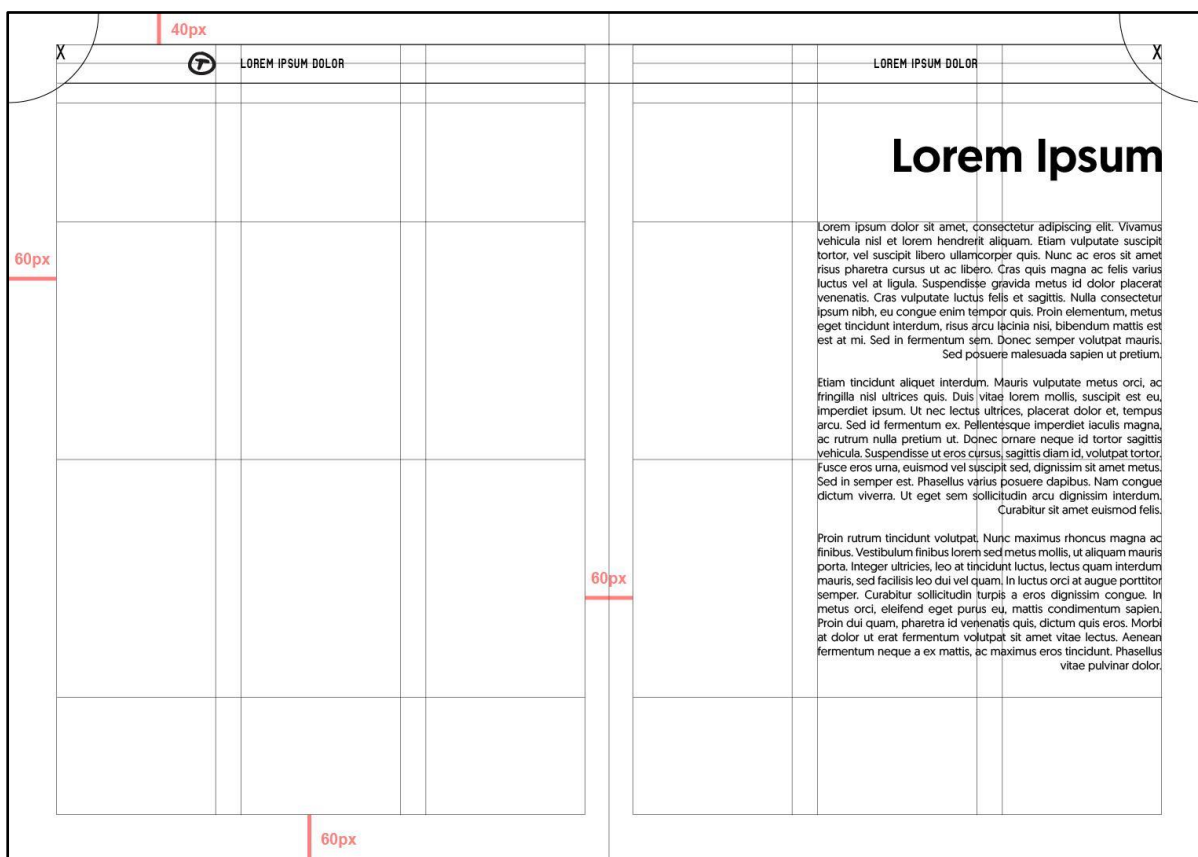 40px
X
T
LOREM IPSUM DOLOR
LOREM IPSUM DOLOR
X
Lorem Ipsum
60px
Lorem ipsum dolor sit amet, consectetur adipiscing elit. Vivamus
vehicula nisl et lorem hendrerit aliquam. Etiam vulputate suscipit
tortor, vel suscipit libero ullamcorper quis. Nunc ac eros sit amet
risus pharetra cursus ut ac libero. Cras quis magna ac felis varius
luctus vel at ligula. Suspendisse gravida metus id dolor placerat
venenatis. Cras vulputate luctus felis et sagittis. Nulla consectetur
ipsum nibh, eu congue enim tempor quis. Proin elementum, metus
eget tincidunt interdum, risus arcu lacinia nisi, bibendum mattis est
est at mi. Sed in fermentum sem. Donec semper volutpat mauris.
Sed posuere malesuada sapien ut pretium.
Etiam tincidunt aliquet interdum. Mauris vulputate metus orci, ac
fringilla nisl ultrices quis. Duis vitae lorem mollis, suscipit est eu,
imperdiet ipsum. Ut nec lectus ultrices, placerat dolor et, tempus
arcu. Sed id fermentum ex. Pellentesque imperdiet iaculis magna,
ac rutrum nulla pretium ut. Donec ornare neque id tortor sagittis
vehicula. Suspendisse ut eros cursus, sagittis diam id, volutpat tortor.
Fusce eros urna, euismod vel suscipit sed, dignissim sit amet metus.
Sed in semper est. Phasellus varius posuere dapibus. Nam congue
dictum viverra. Ut eget sem sollicitudin arcu dignissim interdum.
Curabitur sit amet euismod felis.
Proin rutrum tincidunt volutpat. Nunc maximus rhoncus magna ac
finibus. Vestibulum finibus lorem sed metus mollis, ut aliquam mauris
porta. Integer ultricies, leo at tincidunt luctus, lectus quam interdum
mauris, sed facilisis leo dui vel quam. In luctus orci at augue porttitor
semper. Curabitur sollicitudin turpis a eros dignissim congue. In
metus orci, eleifend eget purus eu, mattis condimentum sapien.
Proin dui quam, pharetra id venenatis quis, dictum quis eros. Morbi
at dolor ut erat fermentum volutpat sit amet vitae lectus. Aenean
fermentum neque a ex mattis, ac maximus eros tincidunt. Phasellus
vitae pulvinar dolor.
60px
60px